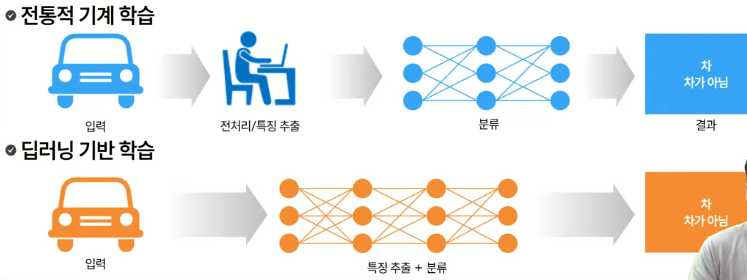 전통적 기계 학습
차
차가 아님
입력
전처리/특징 추출
분류
결과
딥러닝 기반 학습
차
차가 아님
입력
특징 추출 + 분류